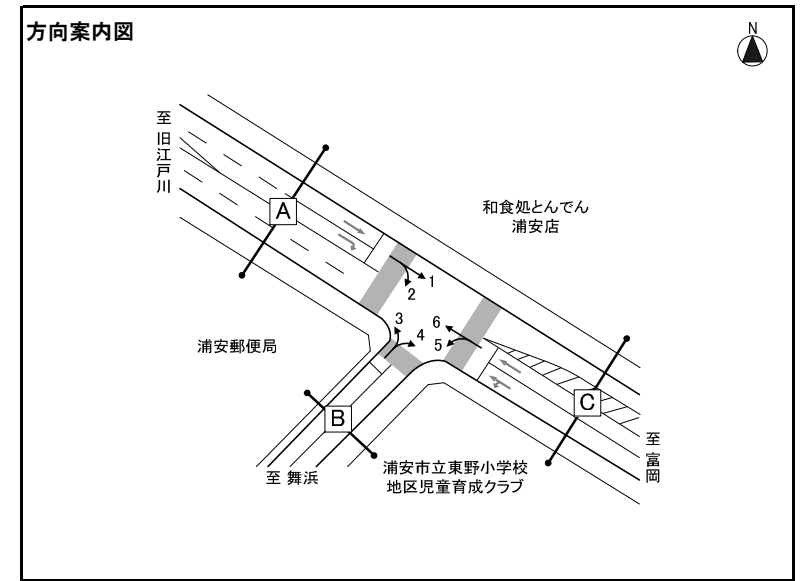 方向案内図
N
至 旧江戸川
A
和食処とんでん
浦安店
1
2
3
4
6
5
浦安郵便局
B
C
至 富岡
至 舞浜
浦安市立東野小学校
地区児童育成クラブ